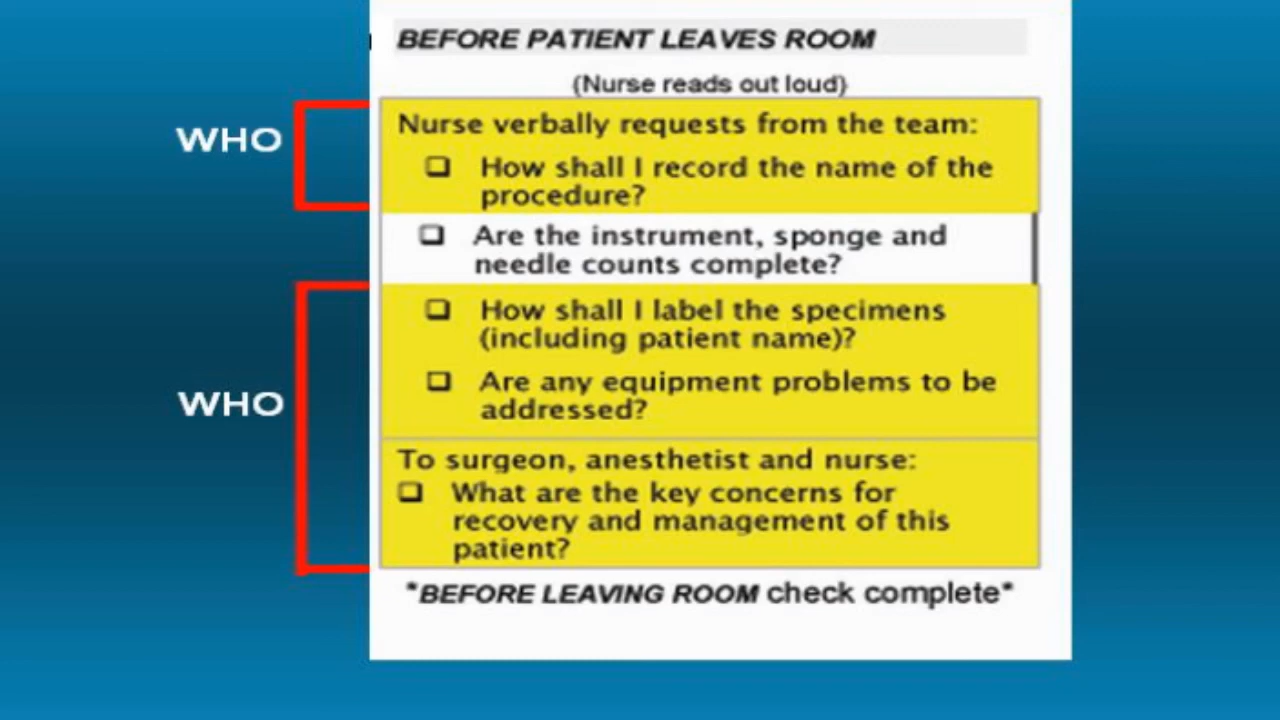 BEFORE PATIENT LEAVES ROOM
(Nurse reads out loud)
WHO
Nurse verbally requests from the team:
❑ How shall I record the name of the
procedure?
❑ Are the instrument, sponge and
needle counts complete?
WHO
❑ How shall I label the specimens
(including patient name)?
❑ Are any equipment problems to be
addressed?
To surgeon, anesthetist and nurse:
❑ What are the key concerns for
recovery and management of this
patient?
*BEFORE LEAVING ROOM check complete*